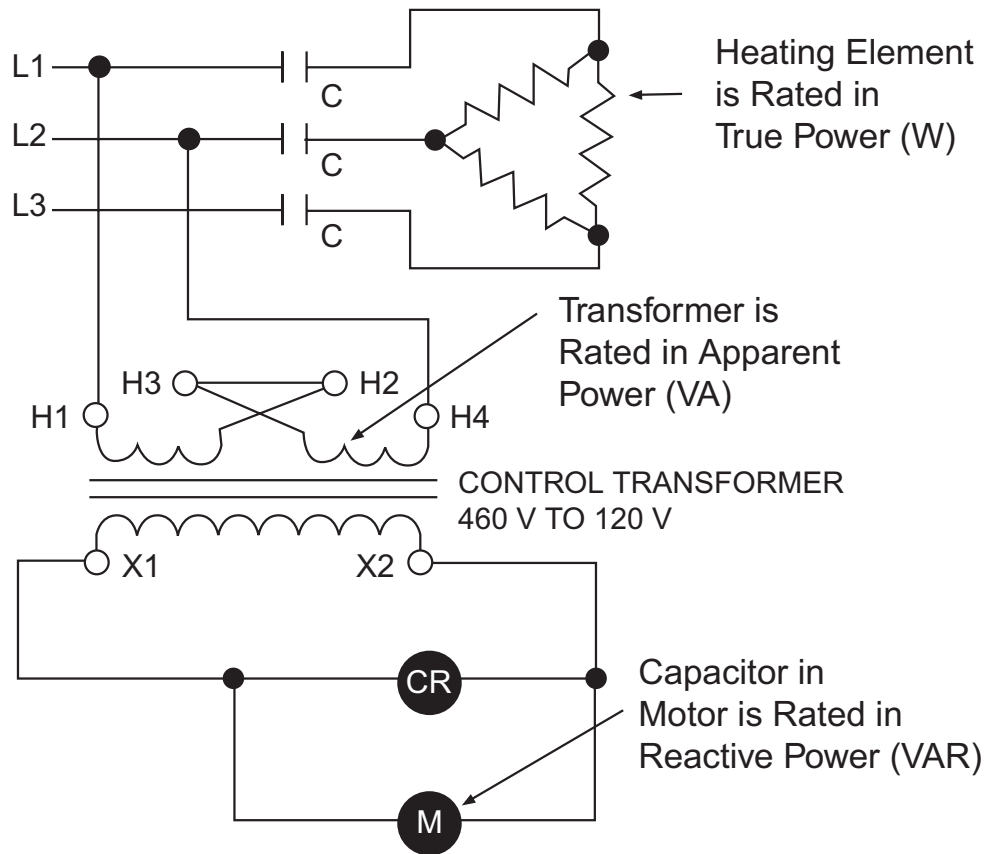 L1
C
L2
C
L3
C
Heating Element
is Rated in
True Power (W)
Transformer is
Rated in Apparent
Power (VA)
H3
H2
H1
H4
CONTROL TRANSFORMER
460 V TO 120 V
X1
X2
CR
Capacitor in
Motor is Rated in
Reactive Power (VAR)
M